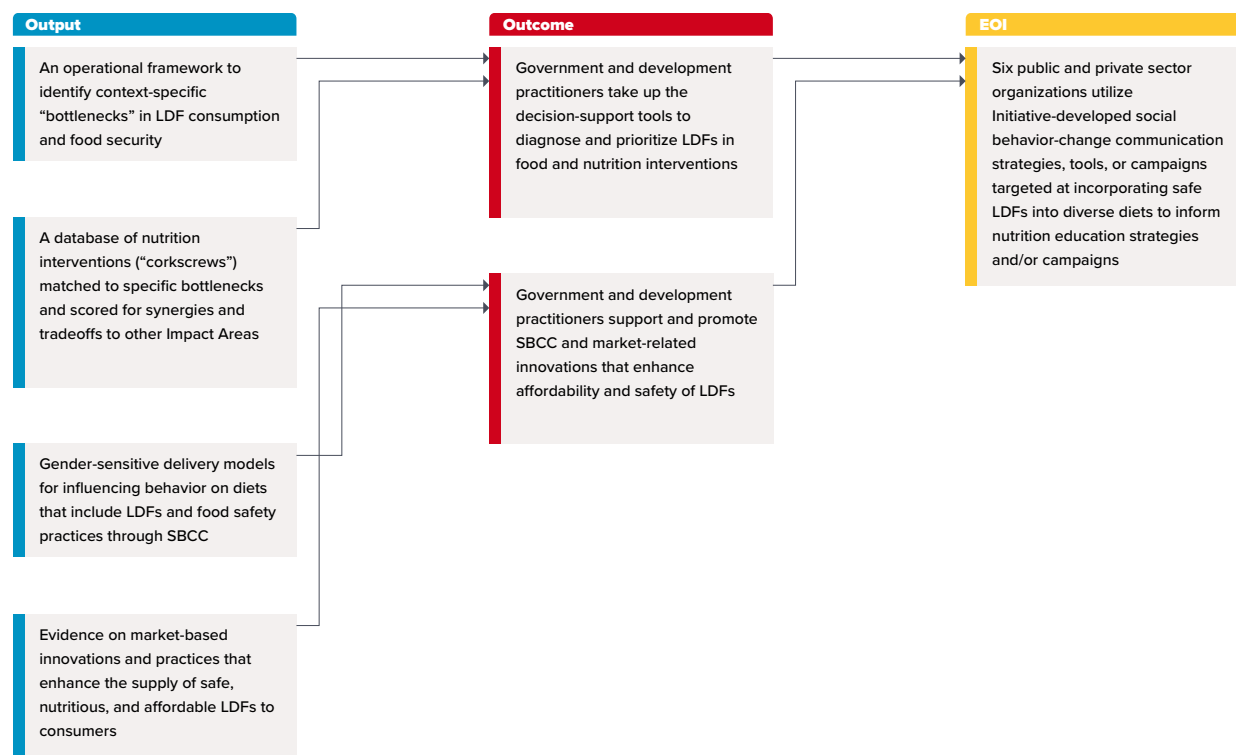 Output
An operational framework to
identify context-specific
“bottlenecks” in LDF consumption
and food security
A database of nutrition
interventions (“corkscrews”)
matched to specific bottlenecks
and scored for synergies and
tradeoffs to other Impact Areas
Gender-sensitive delivery models
for influencing behavior on diets
that include LDFs and food safety
practices through SBCC
Evidence on market-based
innovations and practices that
enhance the supply of safe,
nutritious, and affordable LDFs to
consumers
Outcome
Government and development
practitioners take up the
decision-support tools to
diagnose and prioritize LDFs in
food and nutrition interventions
Government and development
practitioners support and promote
SBCC and market-related
innovations that enhance
affordability and safety of LDFs
EOI
Six public and private sector
organizations utilize
Initiative-developed social
behavior-change communication
strategies, tools, or campaigns
targeted at incorporating safe
LDFs into diverse diets to inform
nutrition education strategies
and/or campaigns